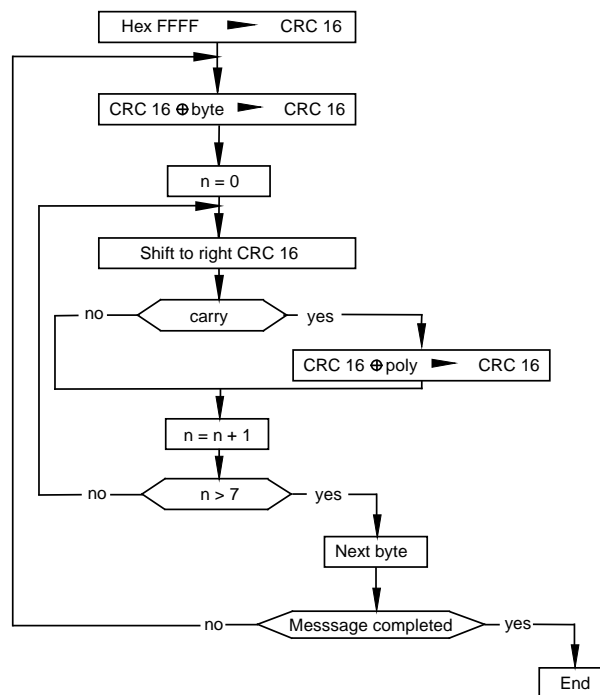 Hex FFFF CRC 16
CRC 16 ⊕ byte CRC 16
n = 0
Shift to right CRC 16
no carry yes
CRC 16 ⊕ poly CRC 16
n = n + 1
no n > 7 yes
Next byte
no Messsage completed yes
End